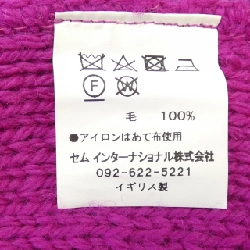 F W
毛 100%
●アイロンはあて布使用
セム インターナショナル株式会社
092-622-5221
イギリス製